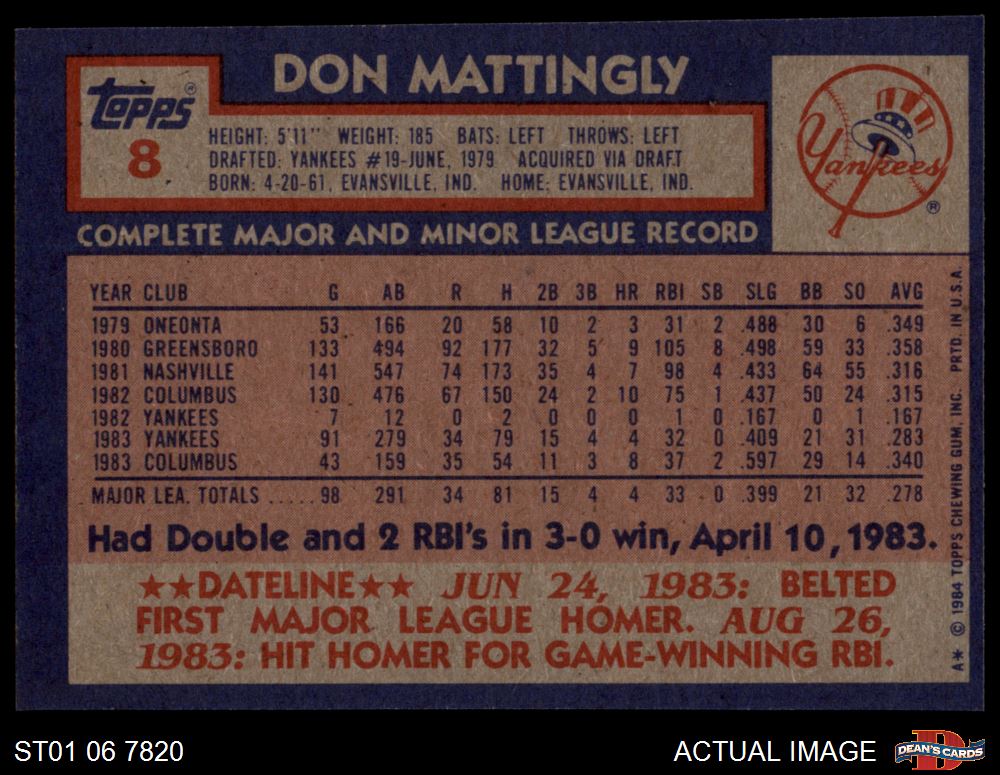 DON MATTINGLY
Topps®
8
HEIGHT: 5'11" WEIGHT: 185 BATS: LEFT THROWS: LEFT
DRAFTED: YANKEES #19-JUNE, 1979 ACQUIRED VIA DRAFT
BORN: 4-20-61, EVANSVILLE, IND. HOME: EVANSVILLE, IND.
Yankees
®
COMPLETE MAJOR AND MINOR LEAGUE RECORD
YEAR CLUB G AB R H 2B 3B HR RBI SB SLG BB SO AVG
1979 ONEONTA 53 166 20 58 10 2 3 31 2 .488 30 6 .349
1980 GREENSBORO 133 494 92 177 32 5 9 105 8 .498 59 33 .358
1981 NASHVILLE 141 547 74 173 35 4 7 98 4 .433 64 55 .316
1982 COLUMBUS 130 476 67 150 24 2 10 75 1 .437 50 24 .315
1982 YANKEES 7 12 0 2 0 0 0 1 0 .167 0 1 .167
1983 YANKEES 91 279 34 79 15 4 4 32 0 .409 21 31 .283
1983 COLUMBUS 43 159 35 54 11 3 8 37 2 .597 29 14 .340
MAJOR LEA. TOTALS ...... 98 291 34 81 15 4 4 33 0 .399 21 32 .278
Had Double and 2 RBI's in 3-0 win, April 10, 1983.
★★DATELINE★★ JUN 24, 1983: BELTED
FIRST MAJOR LEAGUE HOMER. AUG 26,
1983: HIT HOMER FOR GAME-WINNING RBI.
A* © 1984 TOPPS CHEWING GUM, INC. PRTD. IN U.S.A.
ST01 06 7820
ACTUAL IMAGE
DEAN'S CARDS